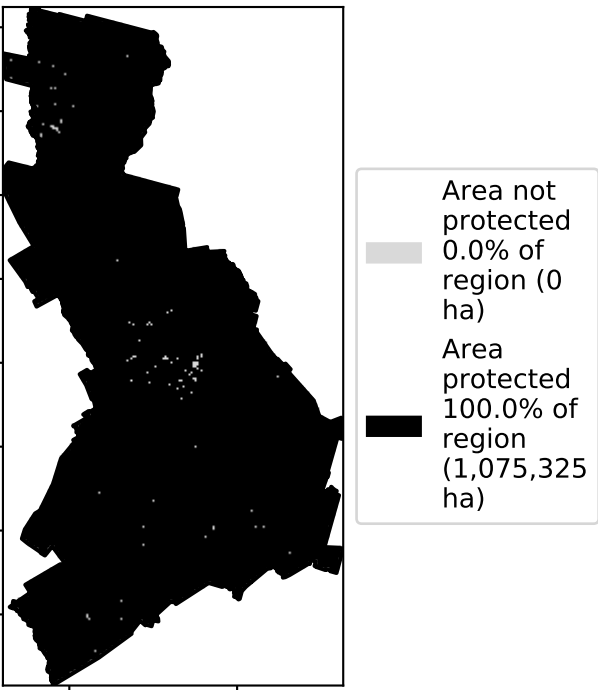 Area not
protected
0.0% of
region (0
ha)
Area
protected
100.0% of
region
(1,075,325
ha)